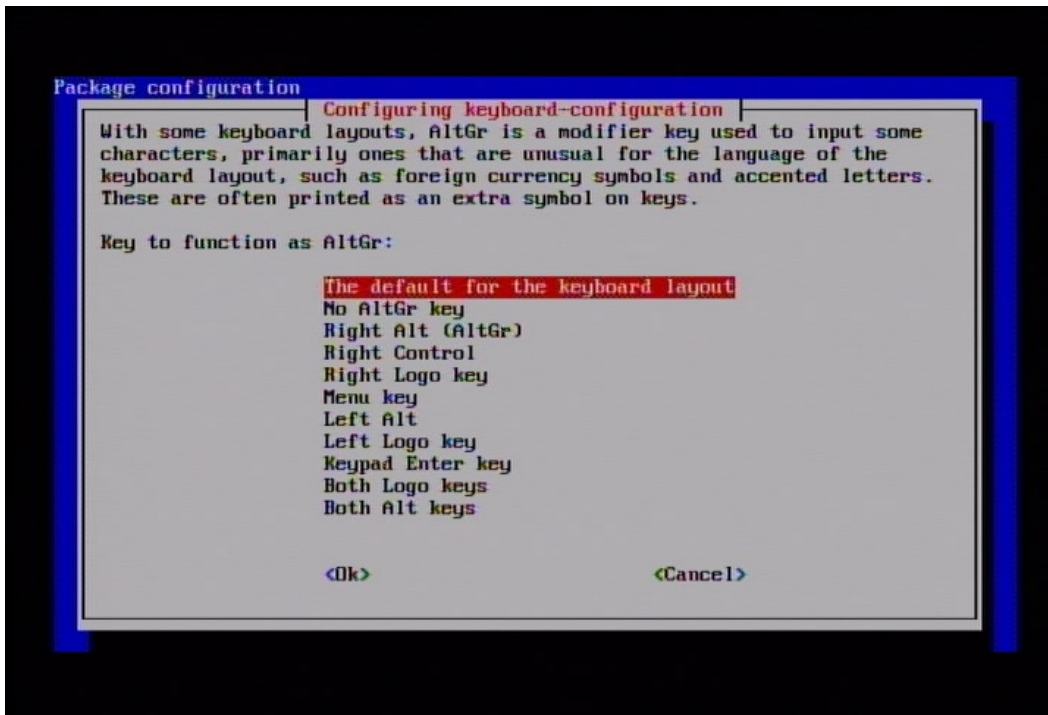 Package configuration
Configuring keyboard-configuration
With some keyboard layouts, AltGr is a modifier key used to input some
characters, primarily ones that are unusual for the language of the
keyboard layout, such as foreign currency symbols and accented letters.
These are often printed as an extra symbol on keys.
Key to function as AltGr:
The default for the keyboard layout
No AltGr key
Right Alt (AltGr)
Right Control
Right Logo key
Menu key
Left Alt
Left Logo key
Keypad Enter key
Both Logo keys
Both Alt keys
<Ok> <Cancel>